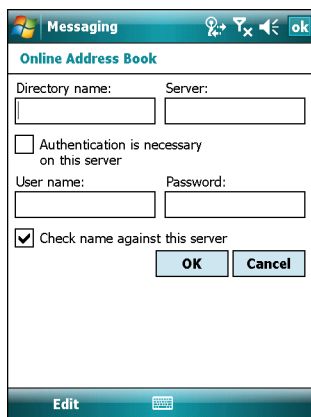 Messaging ok
Online Address Book
Directory name: Server:
Authentication is necessary
on this server
User name: Password:
Check name against this server
OK Cancel
Edit